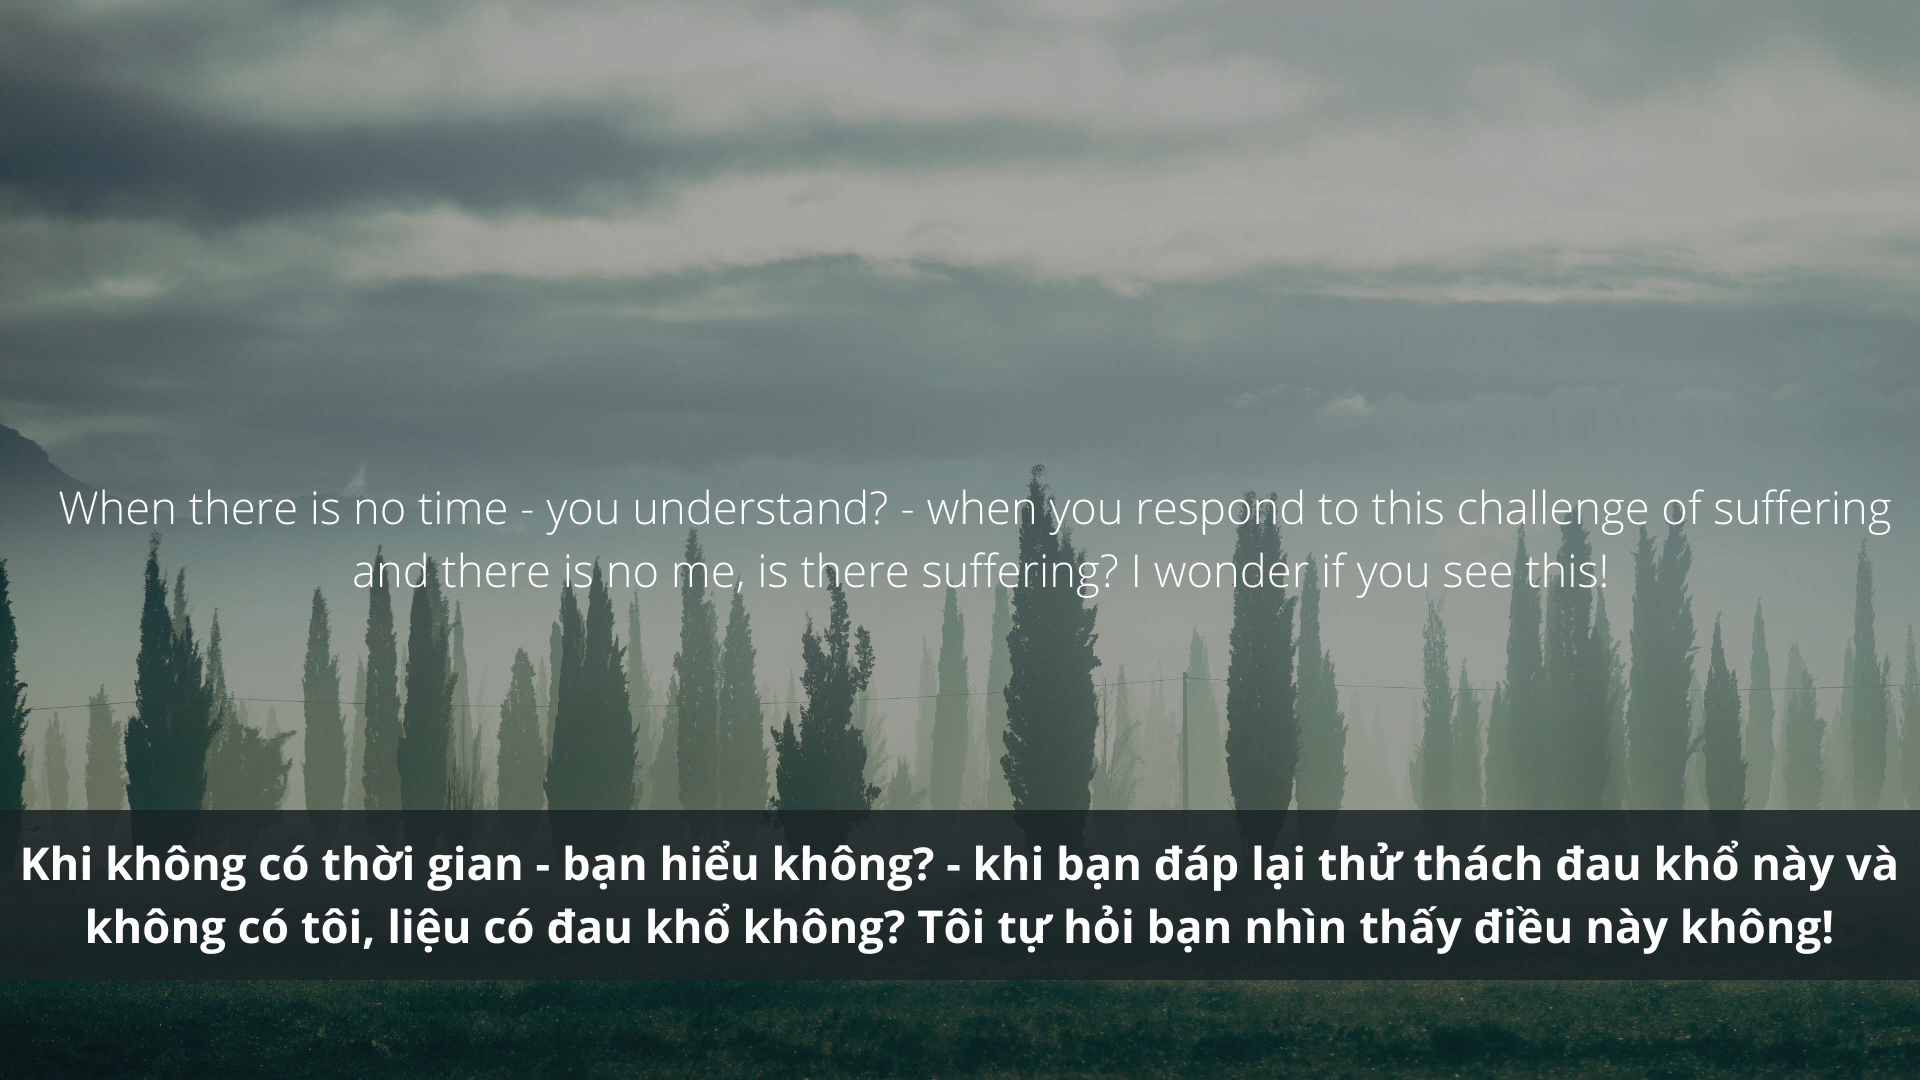 When there is no time - you understand? - when you respond to this challenge of suffering
and there is no me, is there suffering? I wonder if you see this!
Khi không có thời gian - bạn hiểu không? - khi bạn đáp lại thử thách đau khổ này và
không có tôi, liệu có đau khổ không? Tôi tự hỏi bạn nhìn thấy điều này không!